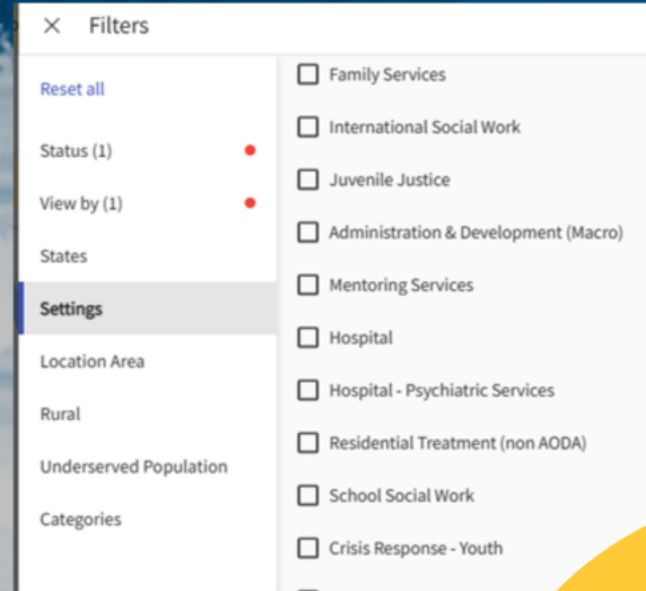 Filters
Reset all
Status (1)
View by (1)
States
Settings
Location Area
Rural
Underserved Population
Categories
Family Services
International Social Work
Juvenile Justice
Administration & Development (Macro)
Mentoring Services
Hospital
Hospital - Psychiatric Services
Residential Treatment (non AODA)
School Social Work
Crisis Response - Youth